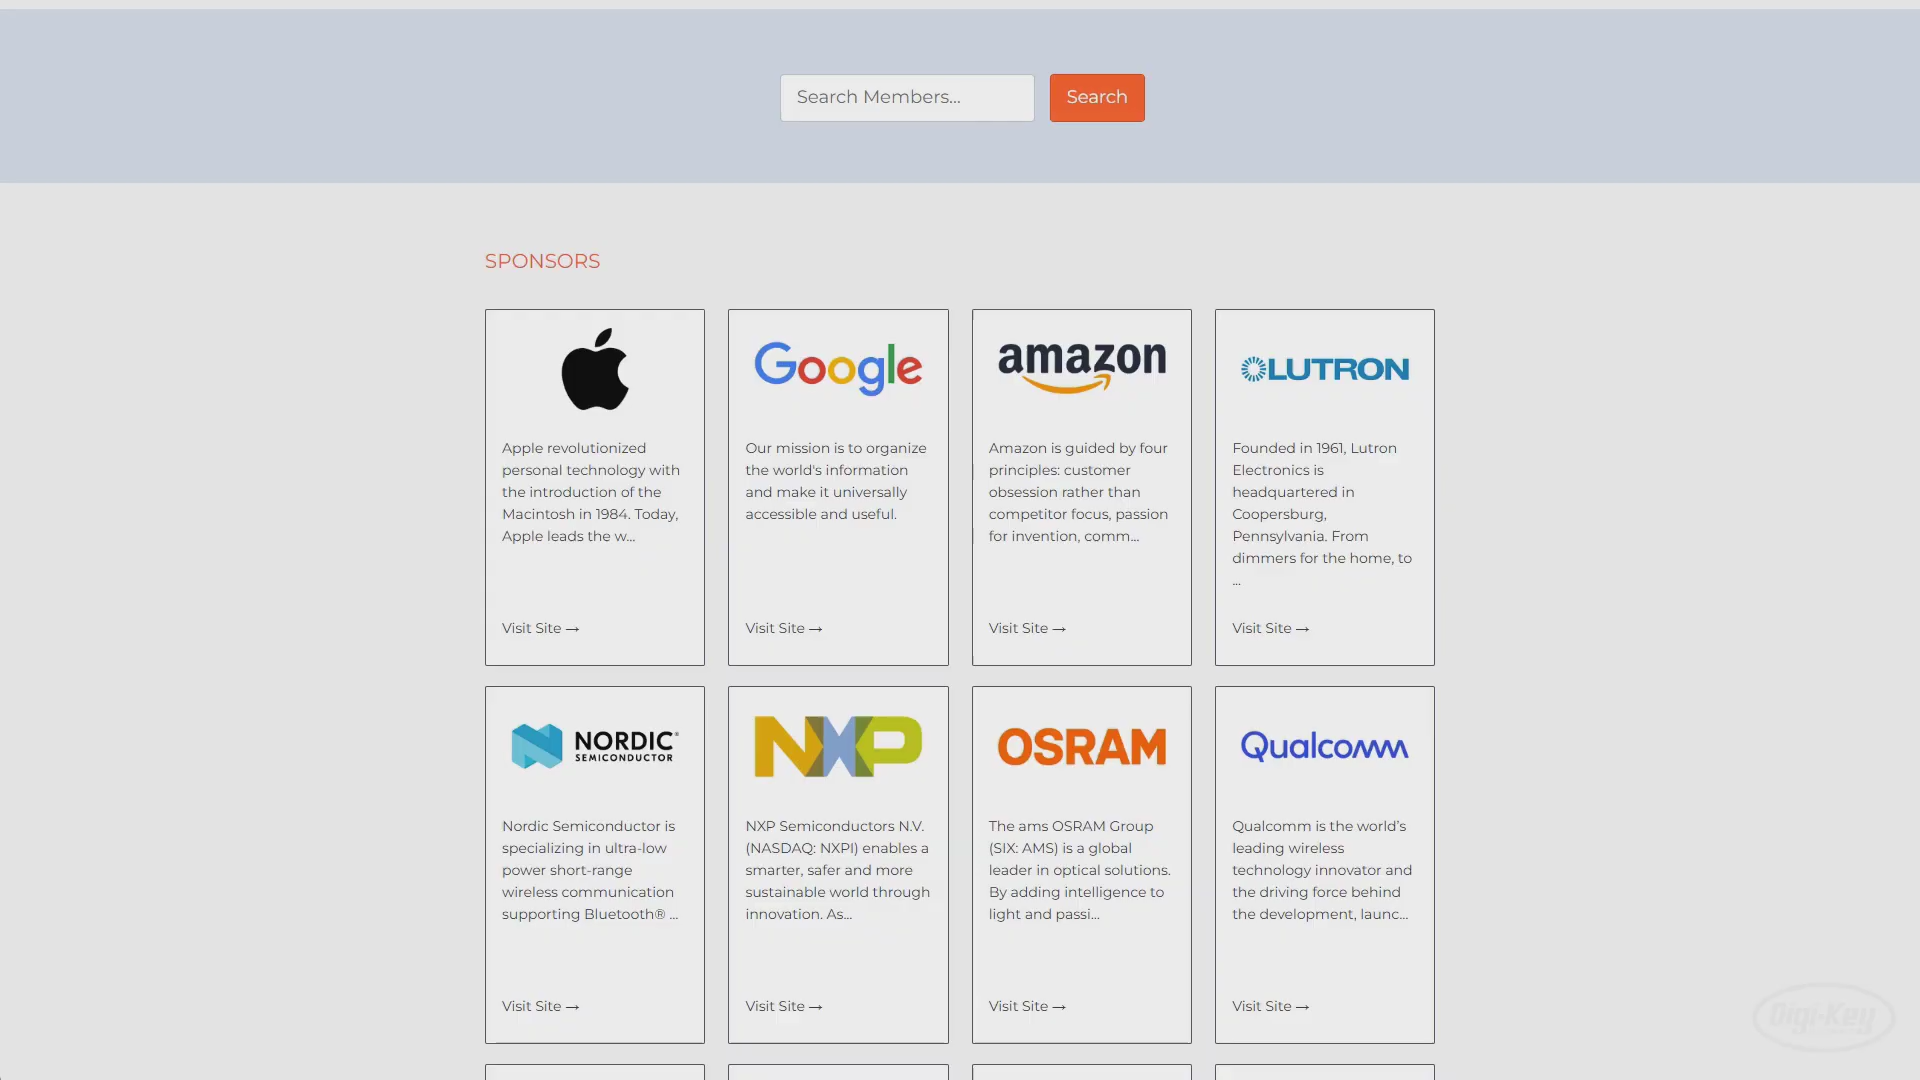 Search Members...
Search
SPONSORS
Apple revolutionized
personal technology with
the introduction of the
Macintosh in 1984. Today,
Apple leads the w...
Visit Site →
Google
Our mission is to organize
the world's information
and make it universally
accessible and useful.
Visit Site →
amazon
Amazon is guided by four
principles: customer
obsession rather than
competitor focus, passion
for invention, comm...
Visit Site →
LUTRON
Founded in 1961, Lutron
Electronics is
headquartered in
Coopersburg,
Pennsylvania. From
dimmers for the home, to
...
Visit Site →
NORDIC®
SEMICONDUCTOR
Nordic Semiconductor is
specializing in ultra-low
power short-range
wireless communication
supporting Bluetooth® ...
Visit Site →
NXP
NXP Semiconductors N.V.
(NASDAQ: NXPI) enables a
smarter, safer and more
sustainable world through
innovation. As...
Visit Site →
OSRAM
The ams OSRAM Group
(SIX: AMS) is a global
leader in optical solutions.
By adding intelligence to
light and passi...
Visit Site →
Qualcomm
Qualcomm is the world’s
leading wireless
technology innovator and
the driving force behind
the development, launc...
Visit Site →
Digi-Key